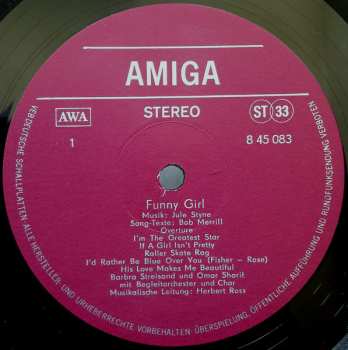 AMIGA
STEREO
ST 33
AWA
1
8 45 083
Funny Girl
Musik: Jule Styne
Song-Texte: Bob Merrill
Overture
I'm The Greatest Star
If A Girl Isn't Pretty
Roller Skate Rag
I'd Rather Be Blue Over You (Fisher - Rose)
His Love Makes Me Beautiful
Barbra Streisand und Omar Sharif
mit Begleitorchester und Chor
Musikalische Leitung: Herbert Ross
VEB DEUTSCHE SCHALLPLATTEN ALLE HERSTELLER- UND URHEBERRECHTE VORBEHALTEN ÜBERSPIELUNG, ÖFFENTLICHE AUFFÜHRUNG UND RUNDFUNKSENDUNG VERBOTEN